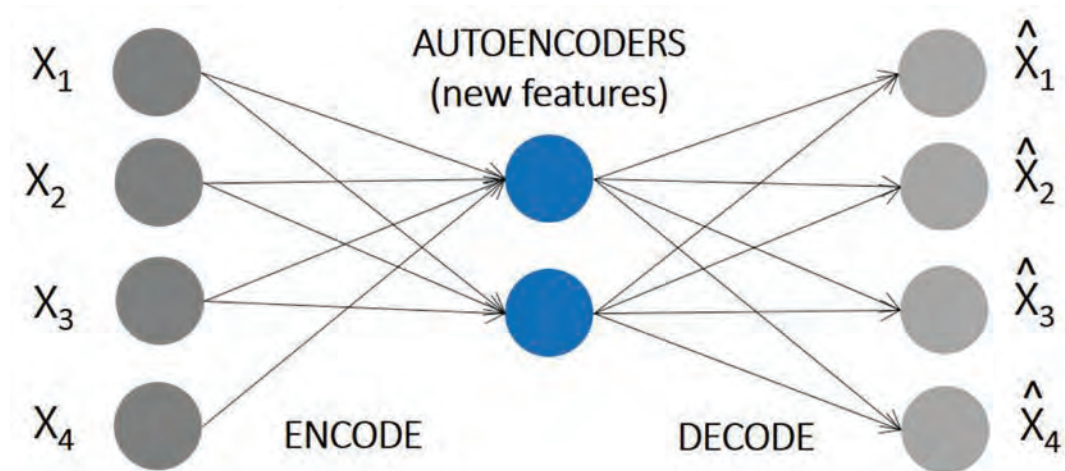 AUTOENCODERS
(new features)
X₁
X₂
X₃
X₄
ENCODE
DECODE
X̂₁
X̂₂
X̂₃
X̂₄